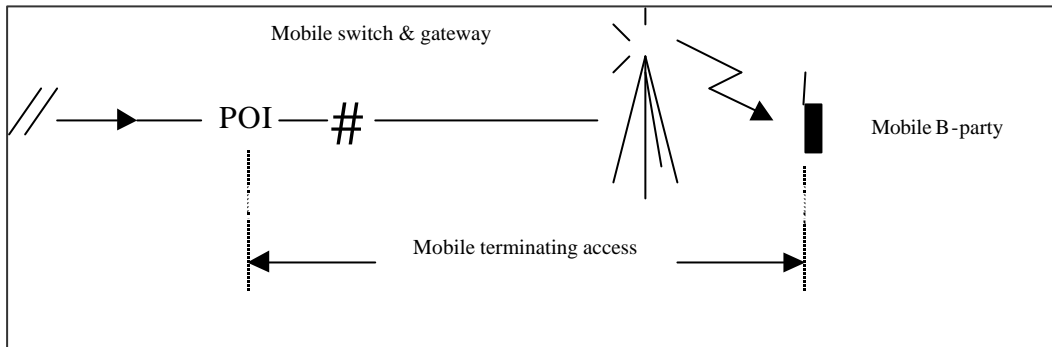 Mobile switch & gateway
POI #
Mobile B-party
Mobile terminating access